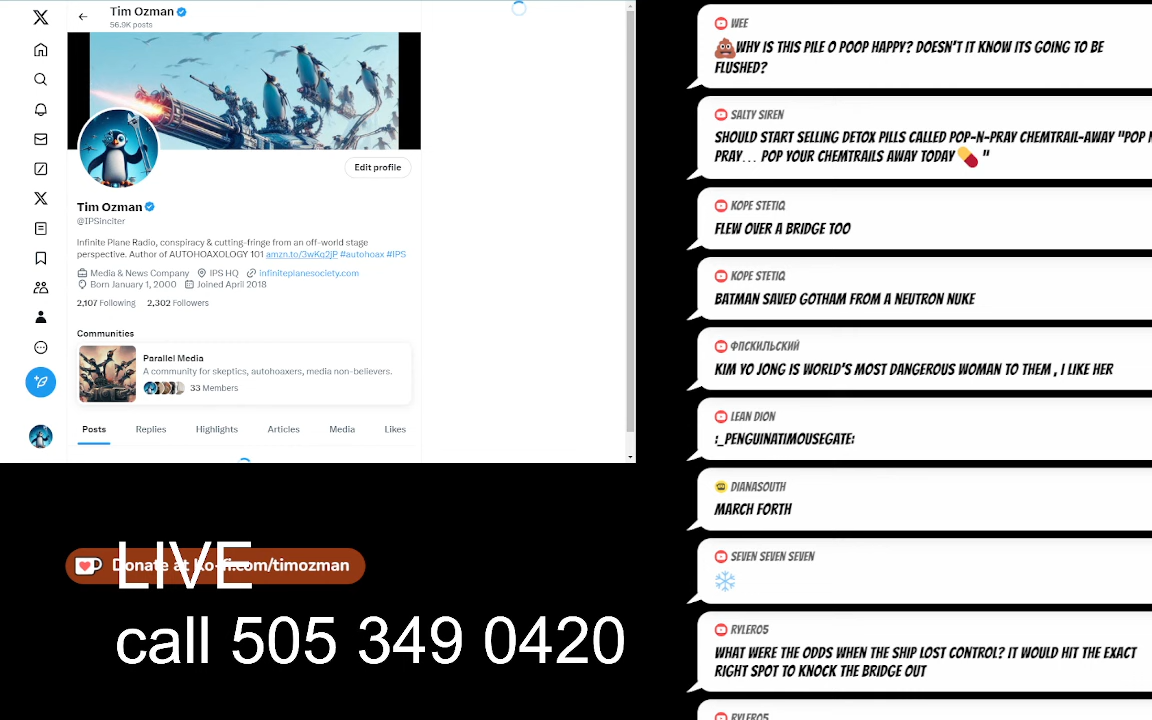 Tim Ozman
56.9K posts
Edit profile
Tim Ozman
@IPSinciter
Infinite Plane Radio, conspiracy & cutting-fringe from an off-world stage
perspective. Author of AUTOHOAXOLOGY 101 amzn.to/3wKq2jP #autohoax #IPS
Media & News Company IPS HQ infiniteplanesociety.com
Born January 1, 2000 Joined April 2018
2,107 Following 2,302 Followers
Communities
Parallel Media
A community for skeptics, autohoaxers, media non-believers.
33 Members
Posts Replies Highlights Articles Media Likes
LIVE
Donate at ko-fi.com/timozman
call 505 349 0420
WEE
WHY IS THIS PILE O POOP HAPPY? DOESN'T IT KNOW ITS GOING TO BE
FLUSHED?
SALTY SIREN
SHOULD START SELLING DETOX PILLS CALLED POP-N-PRAY CHEMTRAIL-AWAY "POP N
PRAY... POP YOUR CHEMTRAILS AWAY TODAY "
KOPE STETIQ
FLEW OVER A BRIDGE TOO
KOPE STETIQ
BATMAN SAVED GOTHAM FROM A NEUTRON NUKE
ФПСКИЛЬСКИЙ
KIM YO JONG IS WORLD'S MOST DANGEROUS WOMAN TO THEM , I LIKE HER
LEAN DION
:_PENGUINATIMOUSEGATE:
DIANASOUTH
MARCH FORTH
SEVEN SEVEN SEVEN
RYLER05
WHAT WERE THE ODDS WHEN THE SHIP LOST CONTROL? IT WOULD HIT THE EXACT
RIGHT SPOT TO KNOCK THE BRIDGE OUT
RYLER05